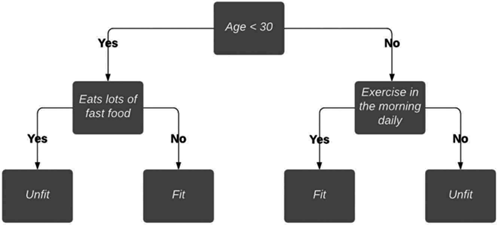 Age < 30
Yes
No
Eats lots of
fast food
Exercise in
the morning
daily
Yes
No
Yes
No
Unfit
Fit
Fit
Unfit